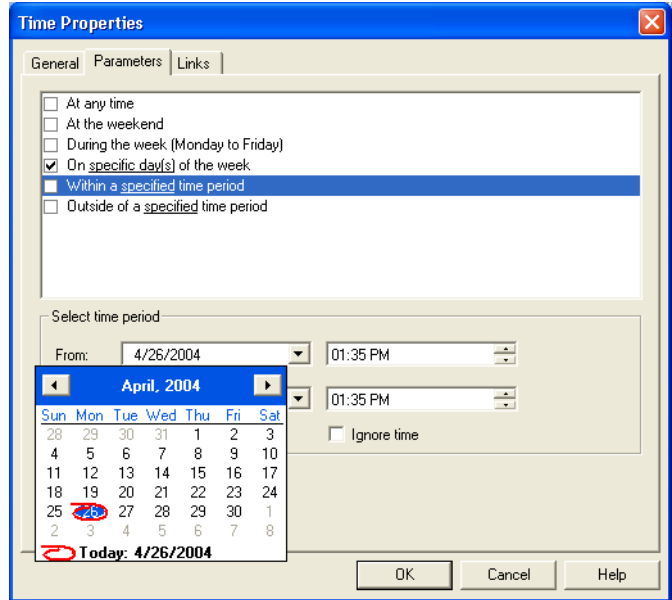 Time Properties
General Parameters Links
At any time
At the weekend
During the week (Monday to Friday)
On specific day(s) of the week
Within a specified time period
Outside of a specified time period
Select time period
From: 4/26/2004 01:35 PM
April, 2004
01:35 PM
Sun Mon Tue Wed Thu Fri Sat
Ignore time
28 29 30 31 1 2 3
4 5 6 7 8 9 10
11 12 13 14 15 16 17
18 19 20 21 22 23 24
25 26 27 28 29 30 1
2 3 4 5 6 7 8
Today: 4/26/2004
OK Cancel Help